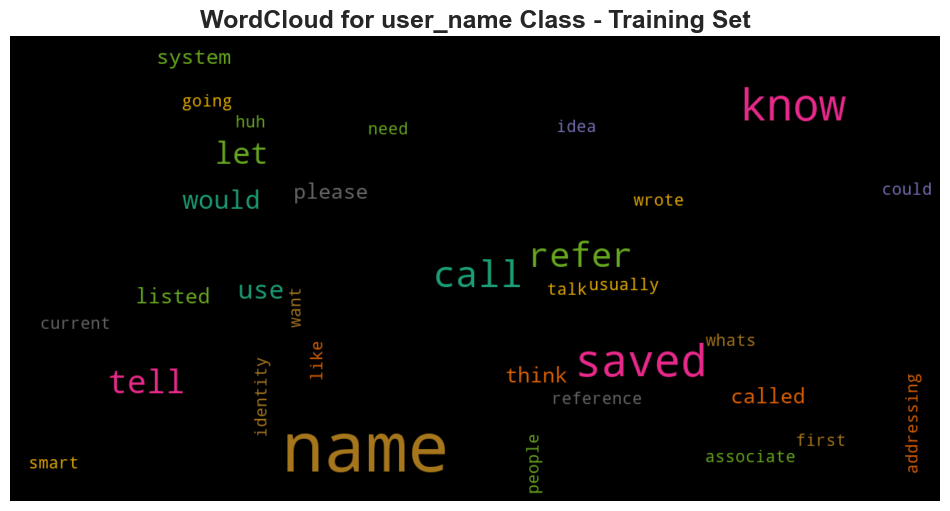 WordCloud for user_name Class - Training Set
system
going
know
huh
need
idea
let
would
please
wrote
could
refer
call
use
listed
want
talk
usually
current
like
whats
saved
tell
identity
think
reference
called
addressing
name
people
first
associate
smart